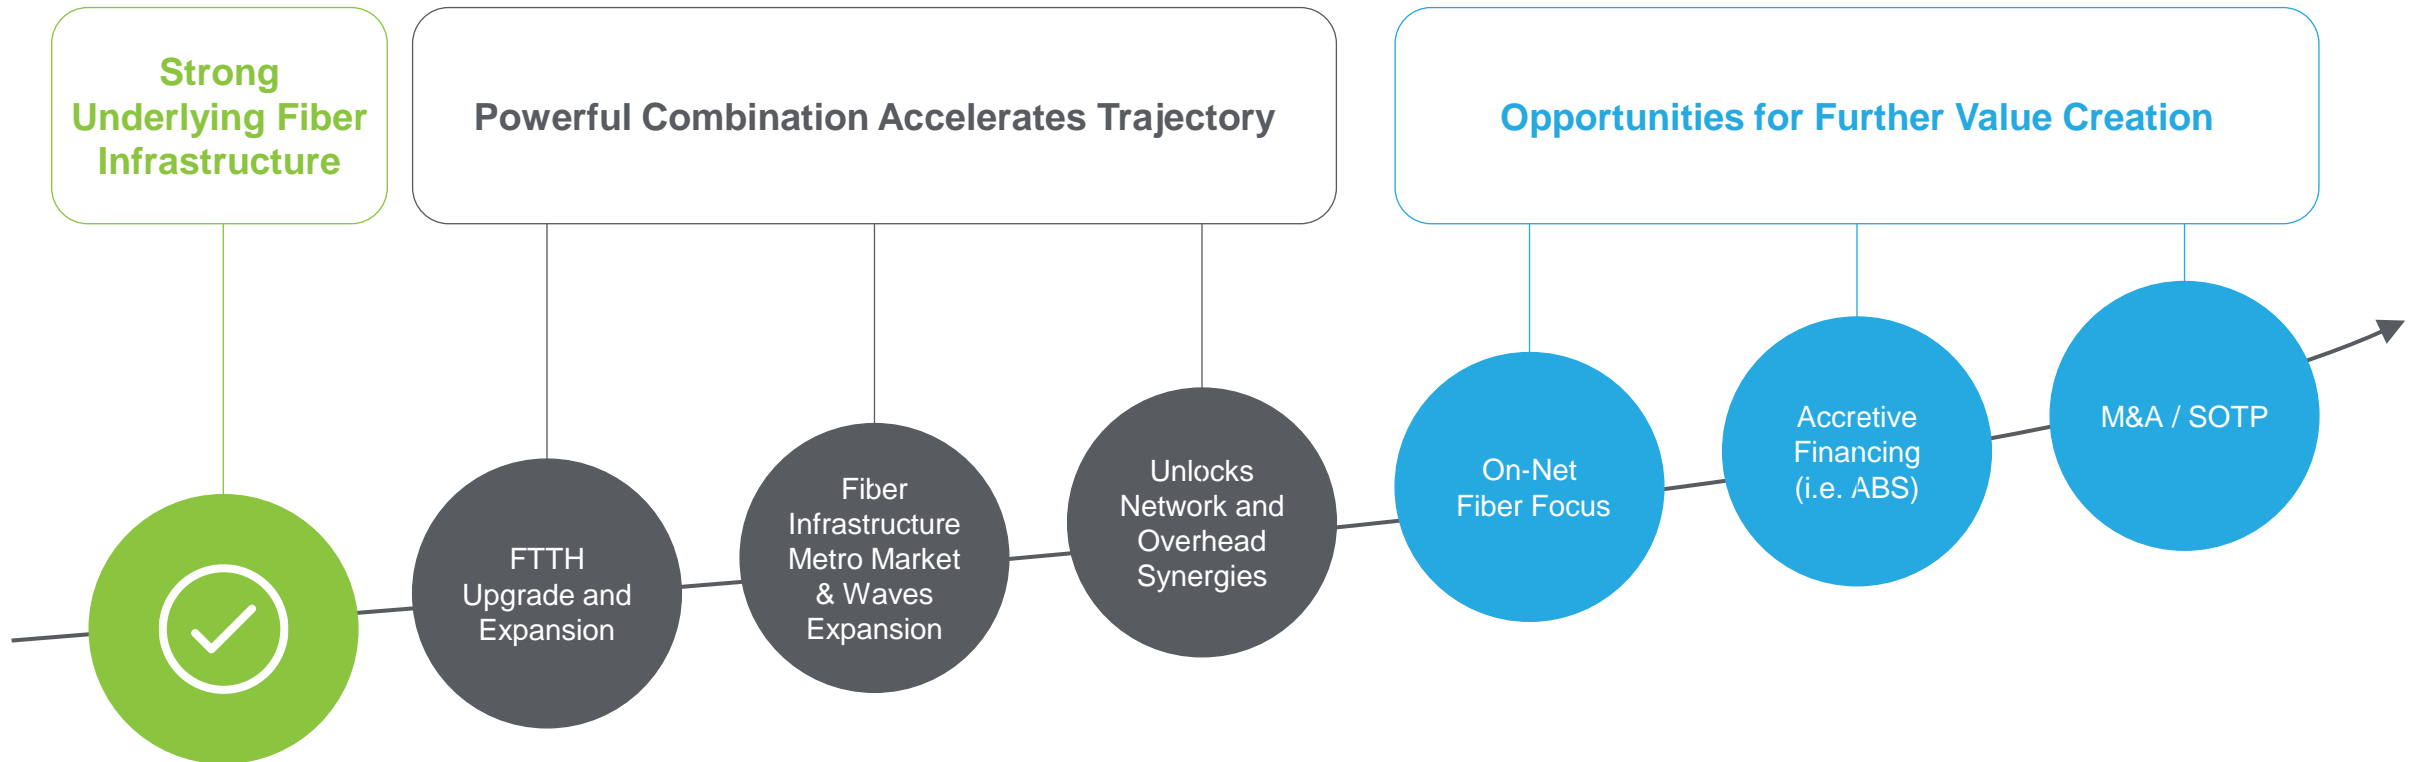 Strong
Underlying Fiber
Infrastructure
Powerful Combination Accelerates Trajectory
Opportunities for Further Value Creation
FTTH
Upgrade and
Expansion
Fiber
Infrastructure
Metro Market
& Waves
Expansion
Unlocks
Network and
Overhead
Synergies
On-Net
Fiber Focus
Accretive
Financing
(i.e. ABS)
M&A / SOTP